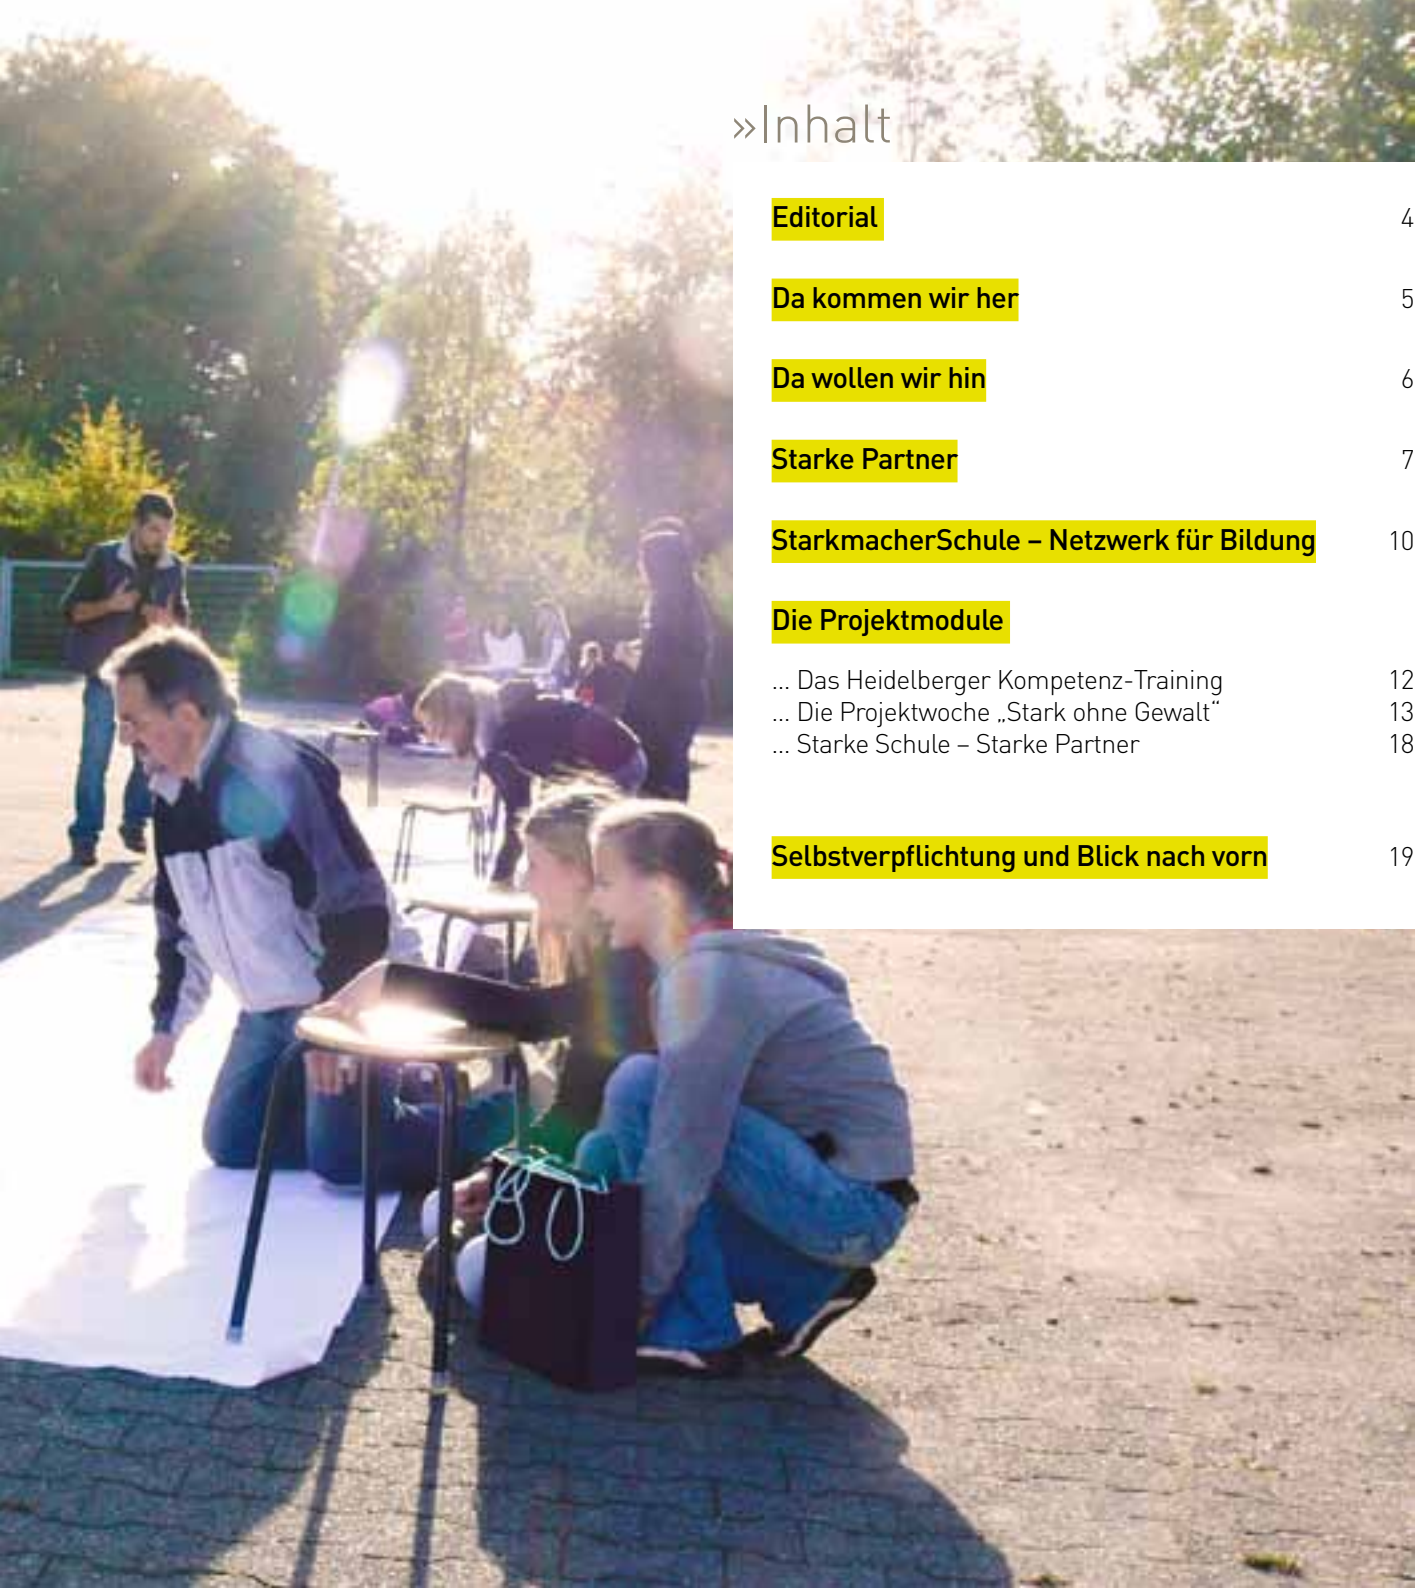 »Inhalt
Editorial 4
Da kommen wir her 5
Da wollen wir hin 6
Starke Partner 7
StarkmacherSchule – Netzwerk für Bildung 10
Die Projektmodule
... Das Heidelberger Kompetenz-Training 12
... Die Projektwoche „Stark ohne Gewalt“ 13
... Starke Schule – Starke Partner 18
Selbstverpflichtung und Blick nach vorn 19